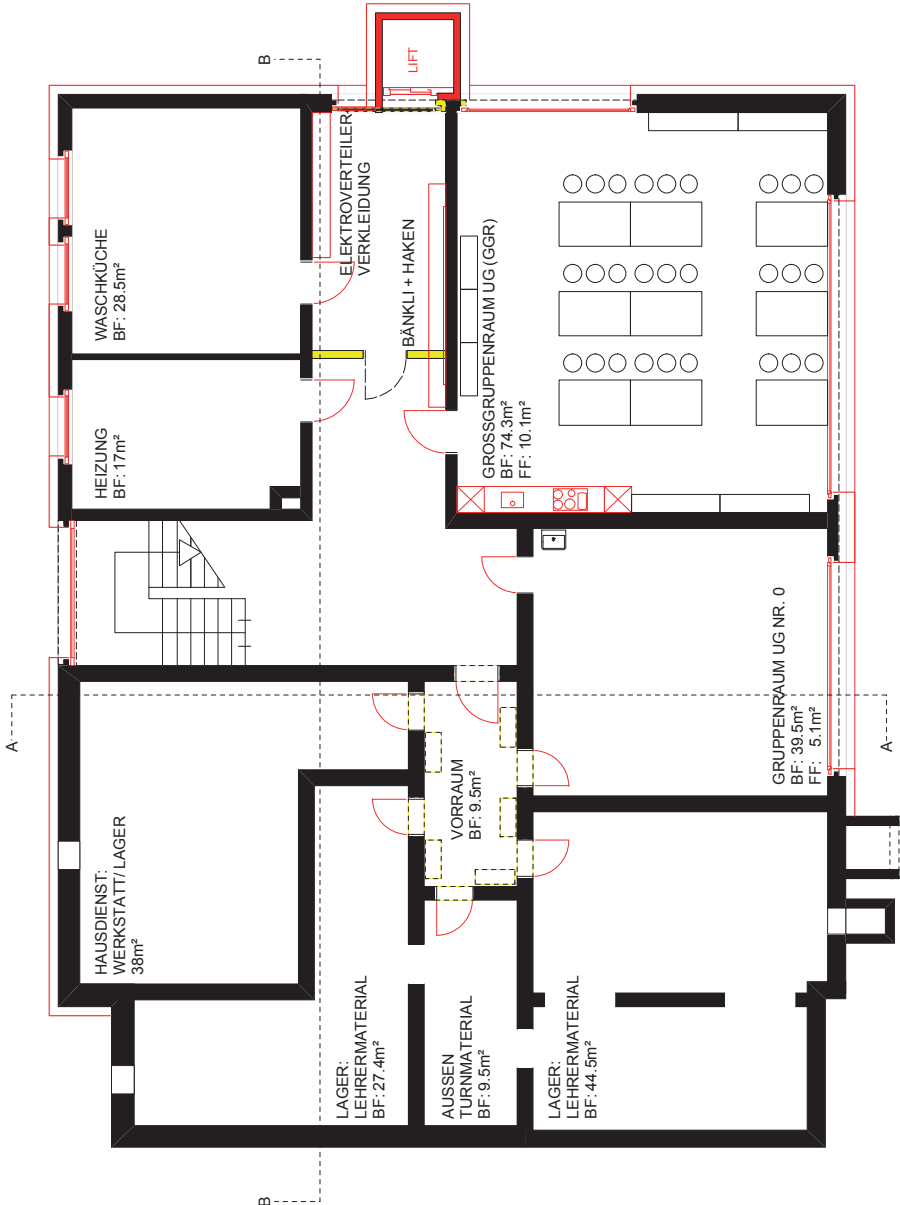 A
B
LIFT
WASCHKÜCHE
BF: 28.5m²
ELEKTROVERTEILER
VERKLEIDUNG
HEIZUNG
BF: 17m²
BÄNKLI + HAKEN
GROSSGRUPPENRAUM UG (GGR)
BF: 74.3m²
FF: 10.1m²
HAUSDIENST:
WERKSTATT/ LAGER
38m²
VORRAUM
BF: 9.5m²
GRUPPENRAUM UG NR. 0
BF: 39.5m²
FF: 5.1m²
LAGER:
LEHRERMATERIAL
BF: 27.4m²
AUSSEN
TURNMATERIAL
BF: 9.5m²
LAGER:
LEHRERMATERIAL
BF: 44.5m²
B
A